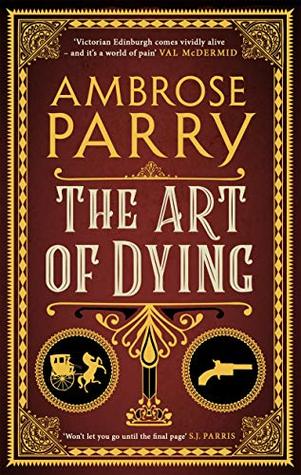 'Victorian Edinburgh comes vividly alive
– and it's a world of pain' VAL McDERMID
AMBROSE
PARRY
THE ART
OF DYING
'Won't let you go until the final page' S.J. PARRIS